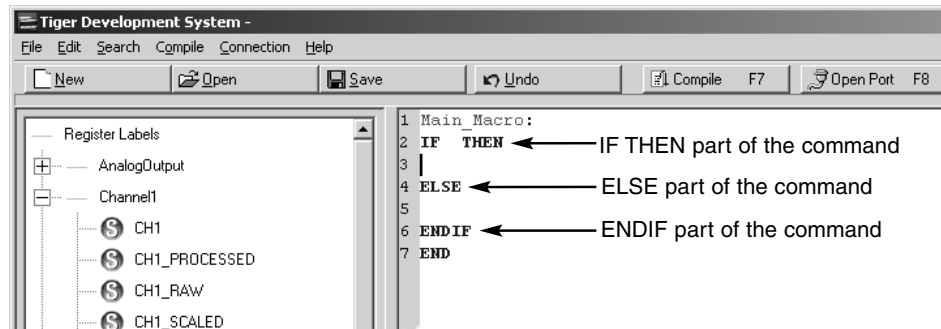 Tiger Development System -
File Edit Search Compile Connection Help
New Open Save Undo Compile F7 Open Port F8
Register Labels
AnalogOutput
Channel1
CH1
CH1_PROCESSED
CH1_RAW
CH1_SCALED
1 Main_Macro:
2 IF THEN IF THEN part of the command
3
4 ELSE ELSE part of the command
5
6 ENDIF ENDIF part of the command
7 END